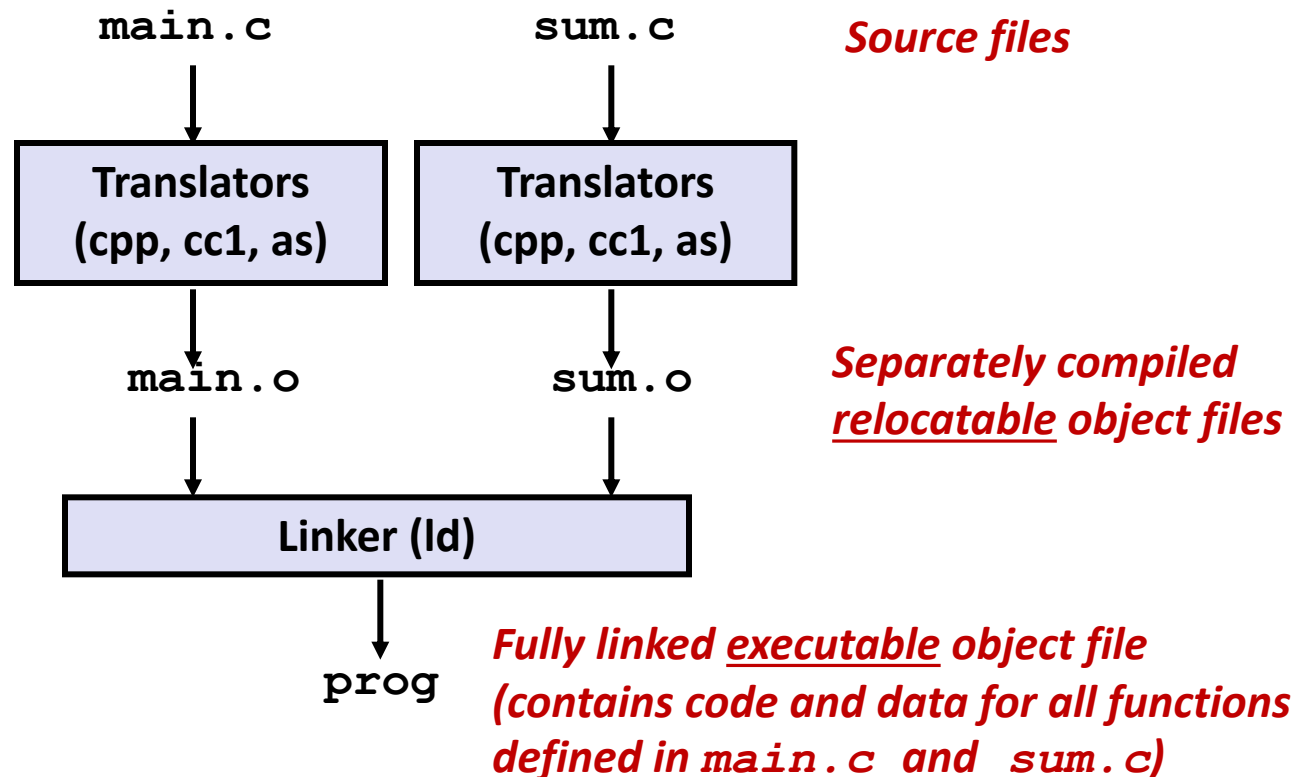 main.c
sum.c
Source files
Translators
(cpp, cc1, as)
Translators
(cpp, cc1, as)
main.o
sum.o
Separately compiled
relocatable object files
Linker (ld)
prog
Fully linked executable object file
(contains code and data for all functions
defined in main.c and sum.c)